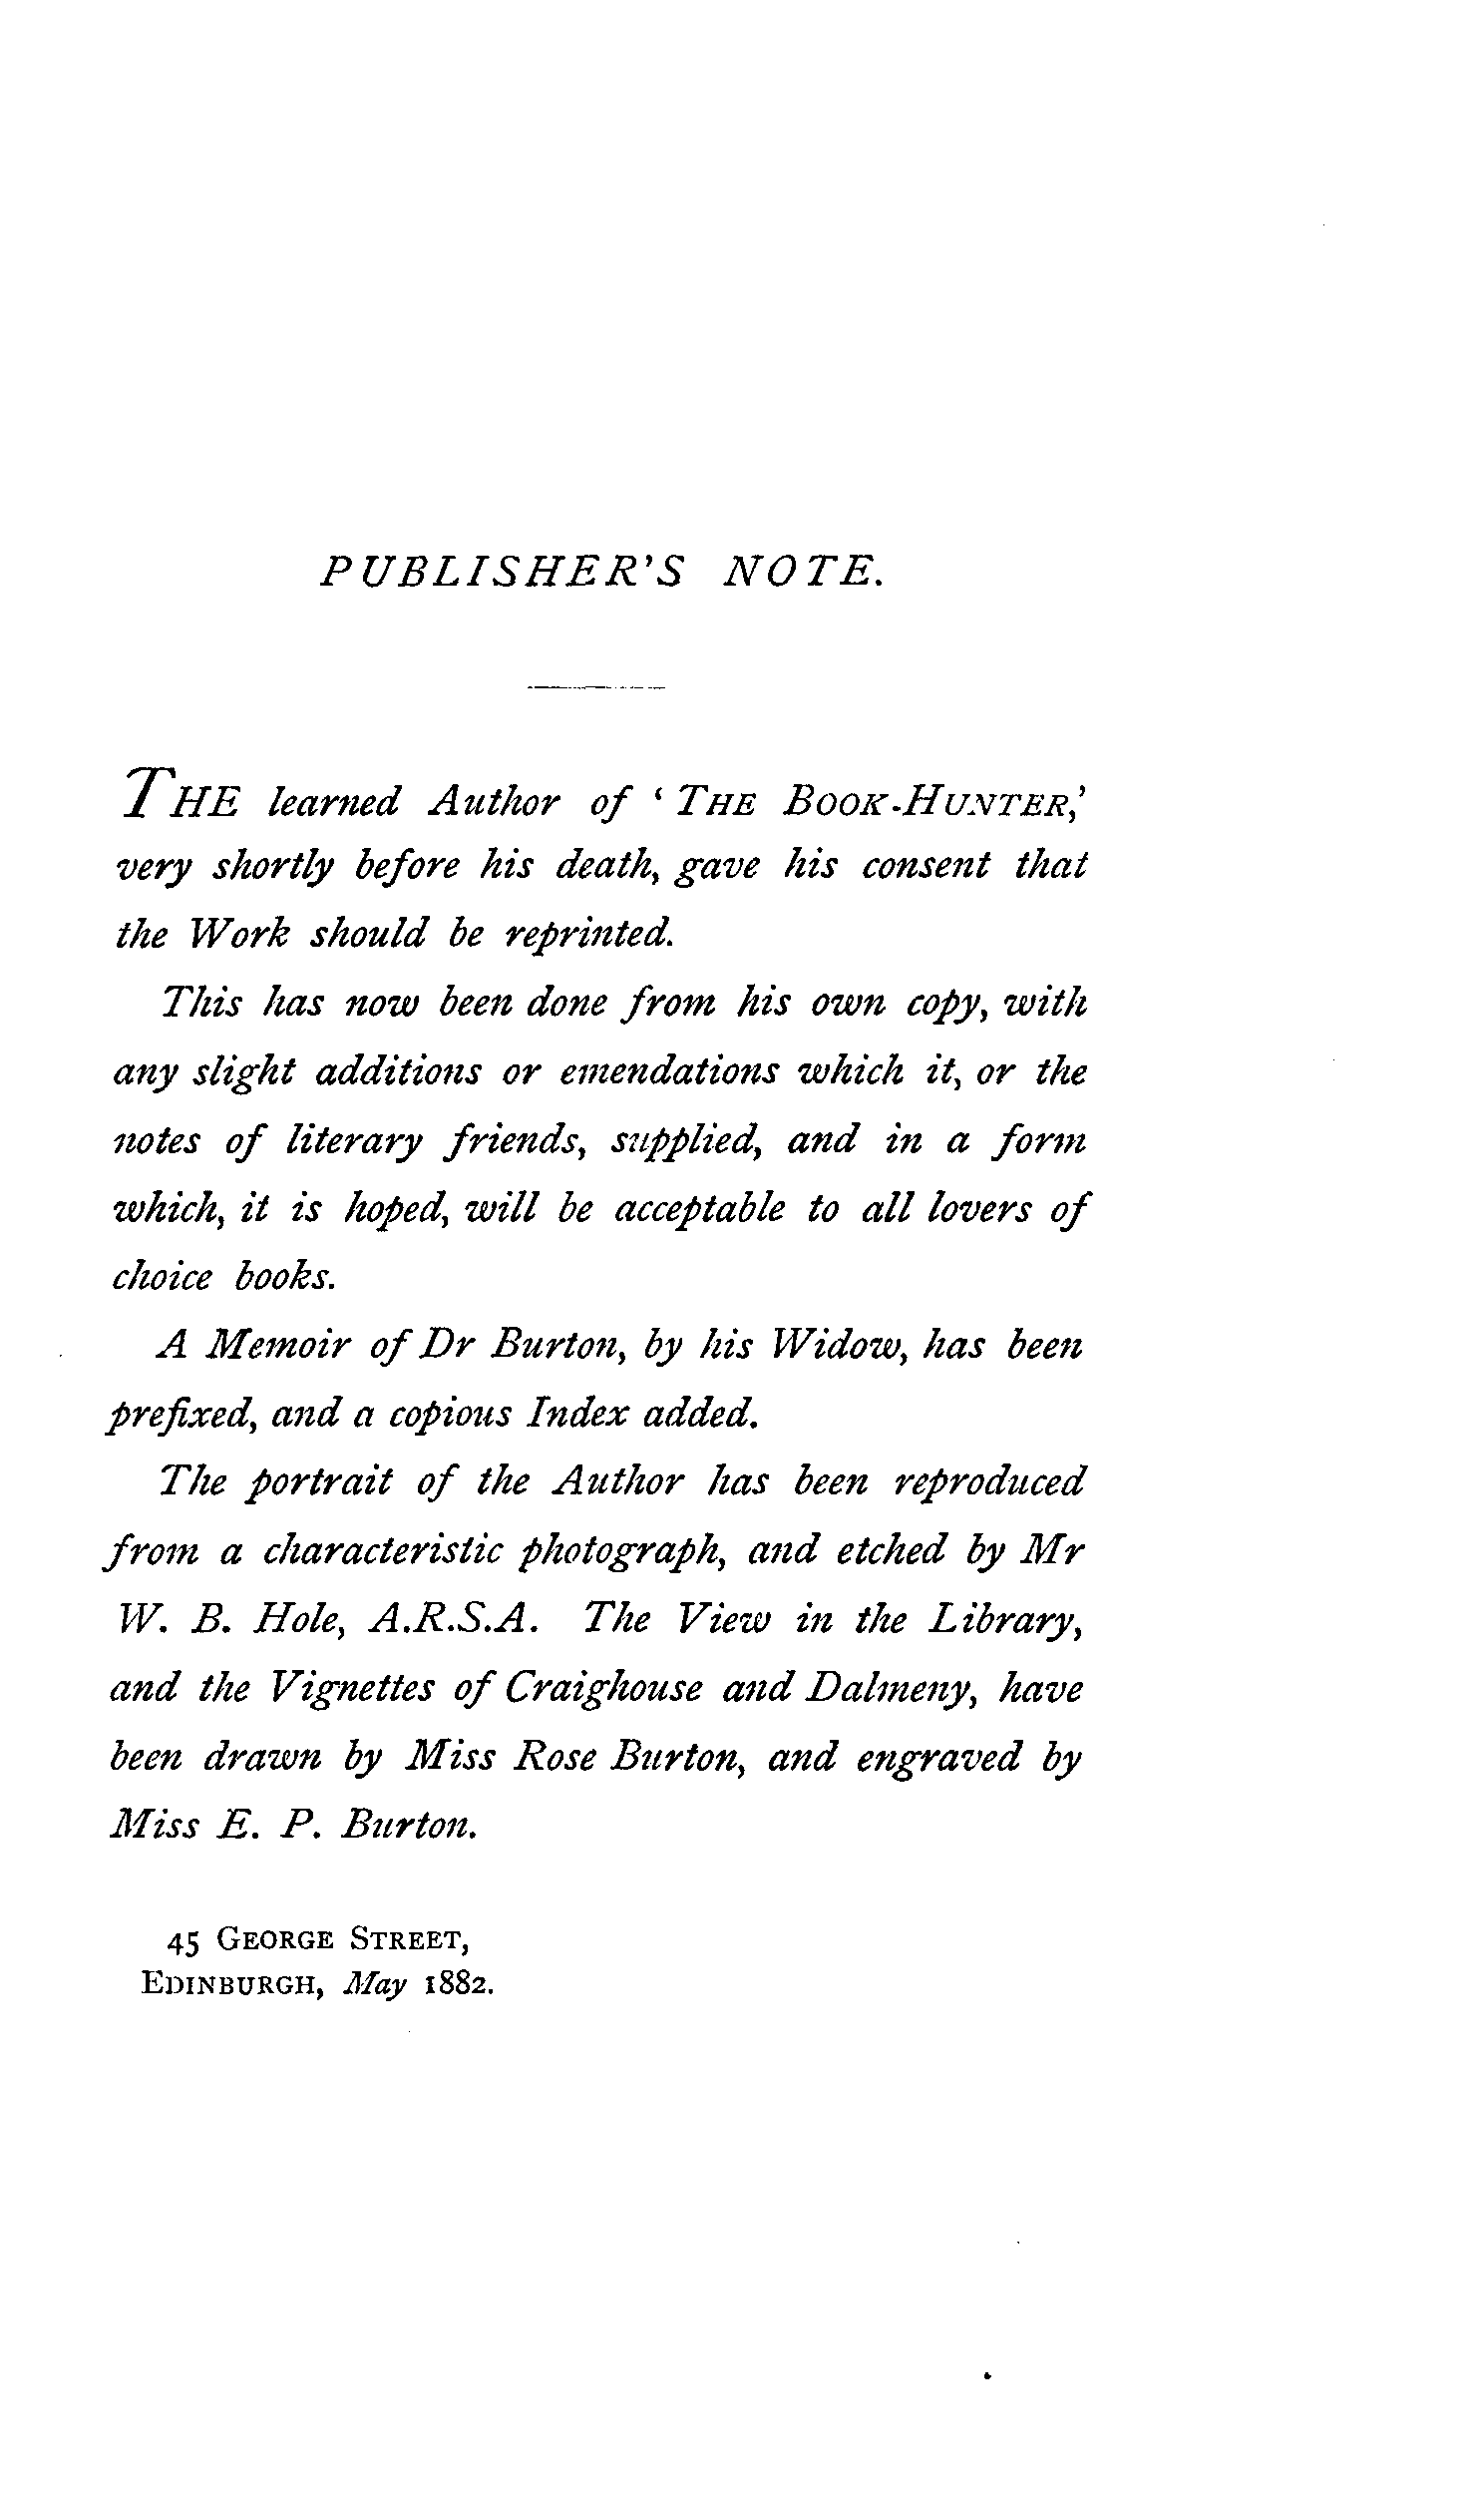 PUBLISHER'S NOTE.
THE learned Author of ‘THE BOOK-HUNTER,’
very shortly before his death, gave his consent that
the Work should be reprinted.
This has now been done from his own copy, with
any slight additions or emendations which it, or the
notes of literary friends, supplied, and in a form
which, it is hoped, will be acceptable to all lovers of
choice books.
A Memoir of Dr Burton, by his Widow, has been
prefixed, and a copious Index added.
The portrait of the Author has been reproduced
from a characteristic photograph, and etched by Mr
W. B. Hole, A.R.S.A. The View in the Library,
and the Vignettes of Craighouse and Dalmeny, have
been drawn by Miss Rose Burton, and engraved by
Miss E. P. Burton.
45 GEORGE STREET,
EDINBURGH, May 1882.